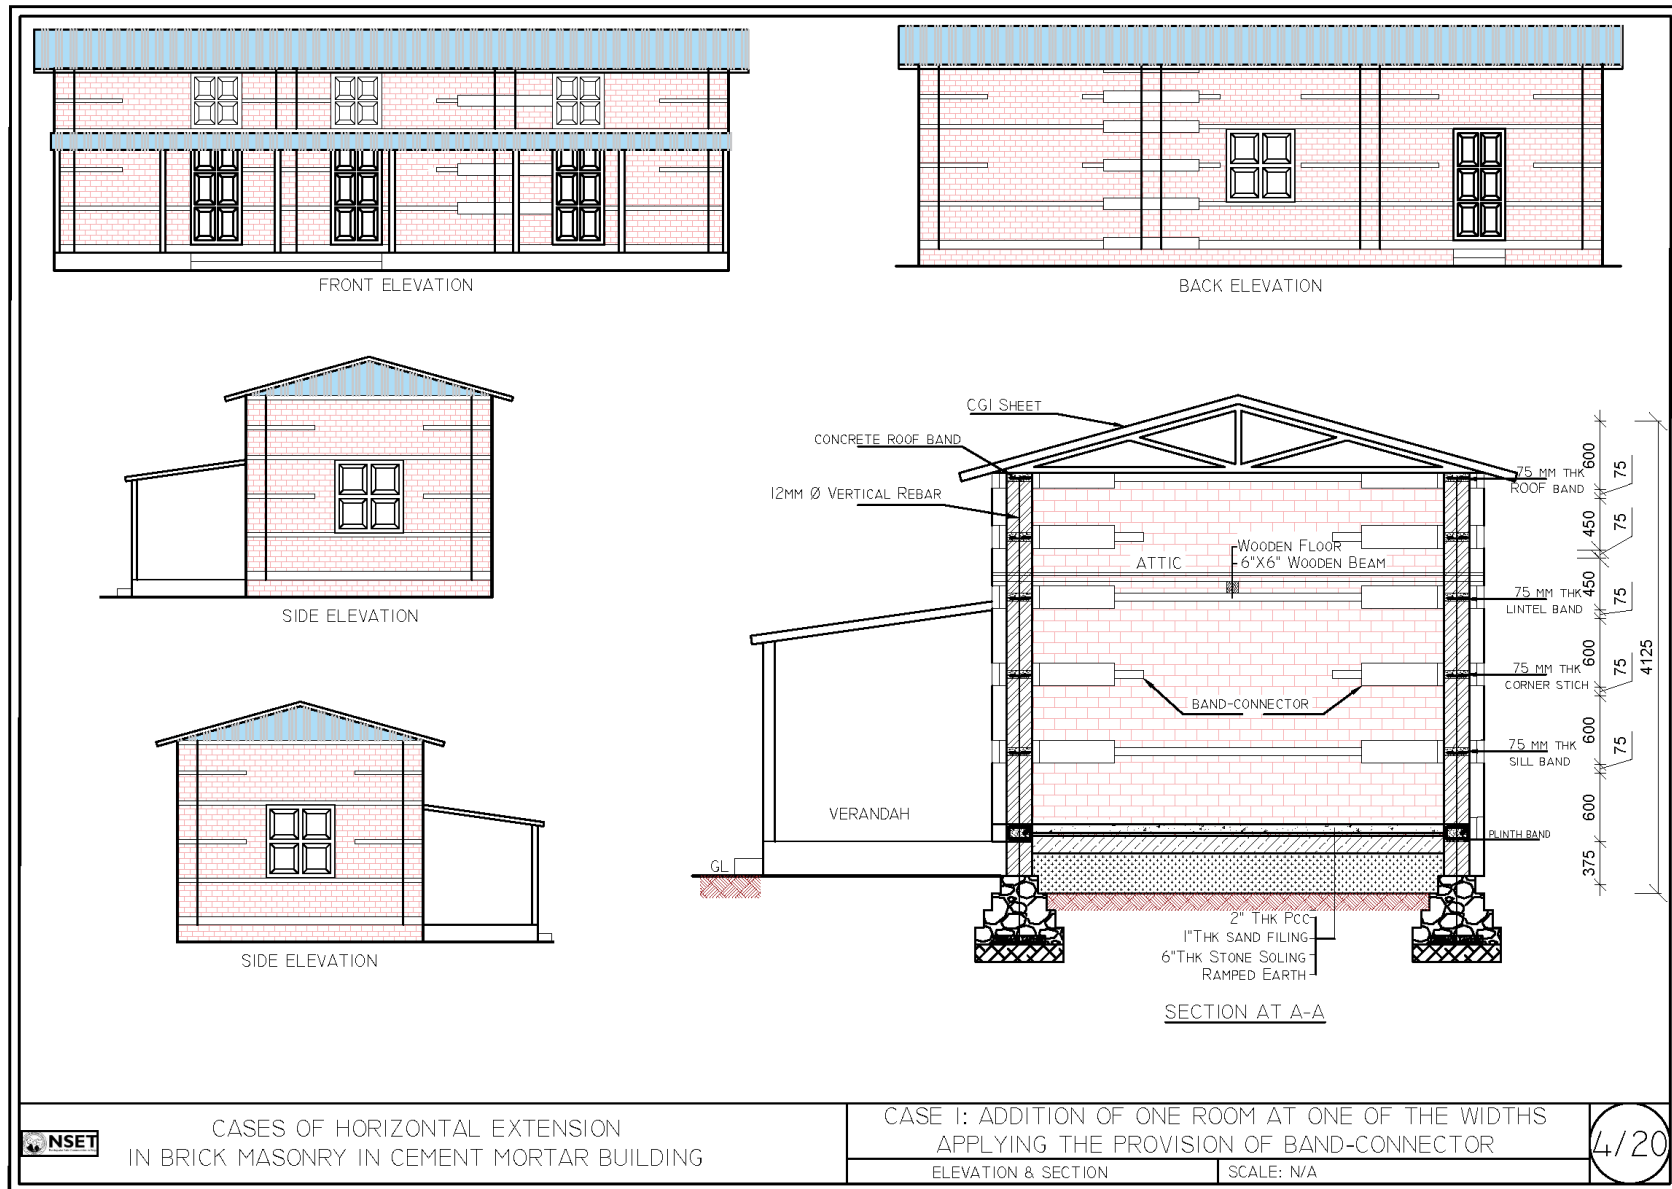 FRONT ELEVATION
BACK ELEVATION
SIDE ELEVATION
SIDE ELEVATION
CGI SHEET
CONCRETE ROOF BAND
12MM Ø VERTICAL REBAR
ATTIC
WOODEN FLOOR
6"X6" WOODEN BEAM
BAND-CONNECTOR
VERANDAH
GL
75 MM THK
ROOF BAND
75 MM THK
LINTEL BAND
75 MM THK
CORNER STICH
75 MM THK
SILL BAND
PLINTH BAND
600
75
450
75
450
75
600
75
600
75
600
375
4125
2" THK PCC
1"THK SAND FILING
6"THK STONE SOLING
RAMPED EARTH
SECTION AT A-A
NSET
CASES OF HORIZONTAL EXTENSION
IN BRICK MASONRY IN CEMENT MORTAR BUILDING
CASE 1: ADDITION OF ONE ROOM AT ONE OF THE WIDTHS
APPLYING THE PROVISION OF BAND-CONNECTOR
ELEVATION & SECTION
SCALE: N/A
4/20